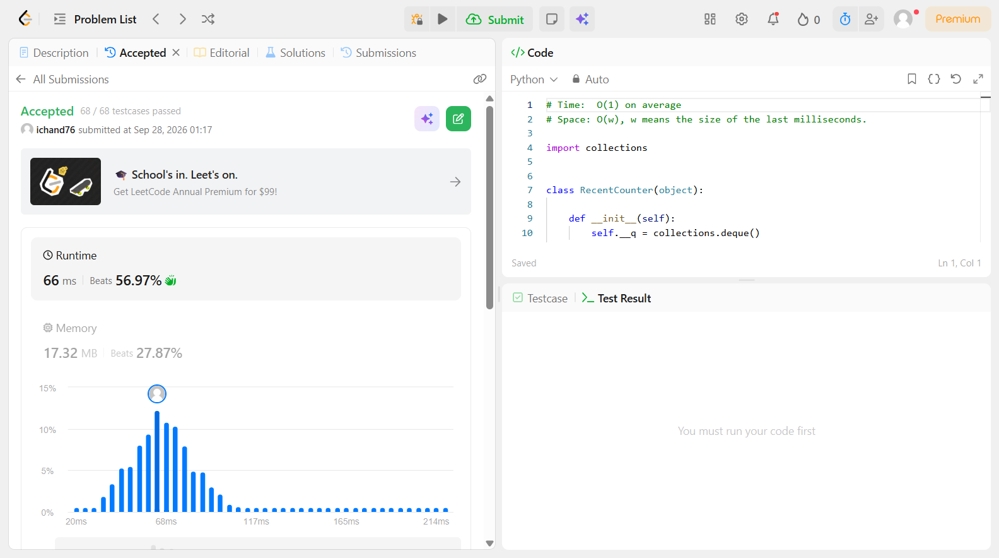 Problem List
Submit
0
Premium
Description
Accepted
Editorial
Solutions
Submissions
All Submissions
Accepted 68 / 68 testcases passed
ichand76 submitted at Sep 28, 2026 01:17
School's in. Leet's on.
Get LeetCode Annual Premium for $99!
Runtime
66 ms Beats 56.97%
Memory
17.32 MB Beats 27.87%
15%
10%
5%
0%
20ms 68ms 117ms 165ms 214ms
Code
Python Auto
1 # Time:  O(1) on average
2 # Space: O(w), w means the size of the last milliseconds.
3
4 import collections
5
6
7 class RecentCounter(object):
8
9     def __init__(self):
10         self.__q = collections.deque()
Saved Ln 1, Col 1
Testcase
Test Result
You must run your code first